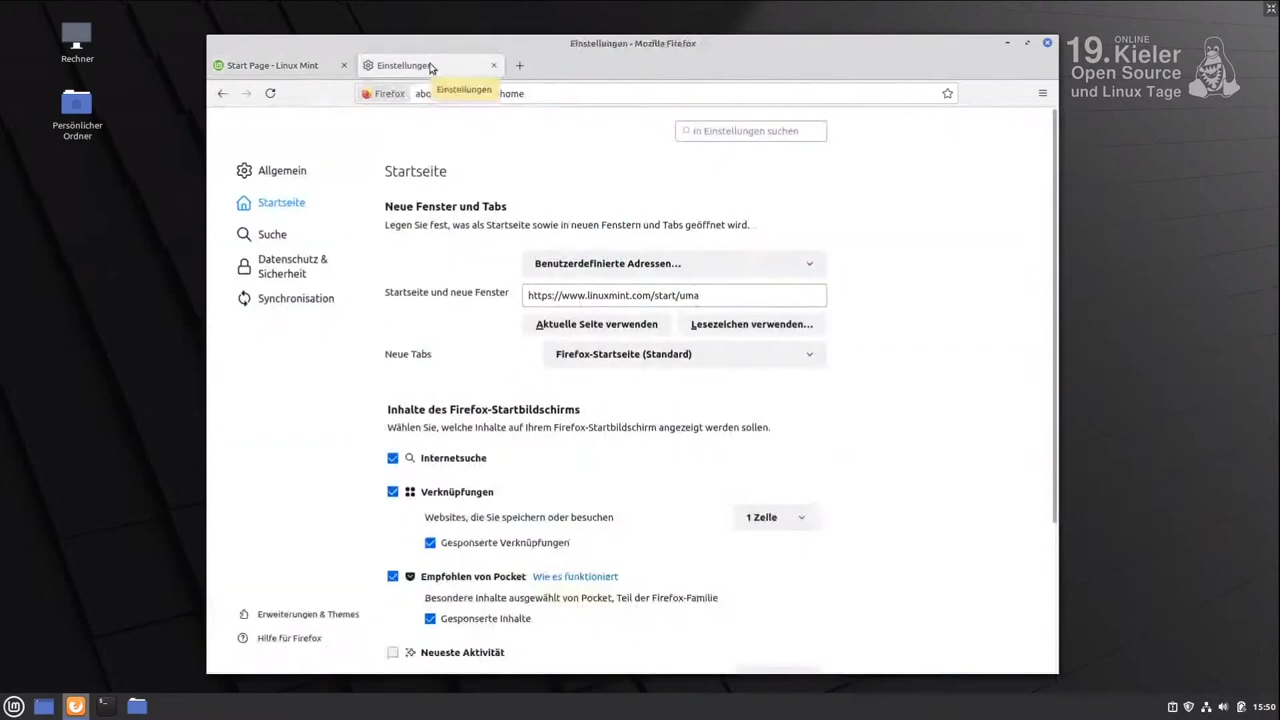 Rechner
Persönlicher
Ordner
Einstellungen - Mozilla Firefox
Start Page - Linux Mint
Einstellungen
Einstellungen
Firefox
home
In Einstellungen suchen
Allgemein
Startseite
Suche
Datenschutz &
Sicherheit
Synchronisation
Erweiterungen & Themes
Hilfe für Firefox
Startseite
Neue Fenster und Tabs
Legen Sie fest, was als Startseite sowie in neuen Fenstern und Tabs geöffnet wird.
Benutzerdefinierte Adressen...
Startseite und neue Fenster
https://www.linuxmint.com/start/uma
Aktuelle Seite verwenden
Lesezeichen verwenden...
Neue Tabs
Firefox-Startseite (Standard)
Inhalte des Firefox-Startbildschirms
Wählen Sie, welche Inhalte auf Ihrem Firefox-Startbildschirm angezeigt werden sollen.
Internetsuche
Verknüpfungen
Websites, die Sie speichern oder besuchen
1 Zeile
Gesponserte Verknüpfungen
Empfohlen von Pocket Wie es funktioniert
Besondere Inhalte ausgewählt von Pocket, Teil der Firefox-Familie
Gesponserte Inhalte
Neueste Aktivität
ONLINE
19. Kieler
Open Source
und Linux Tage
15:50